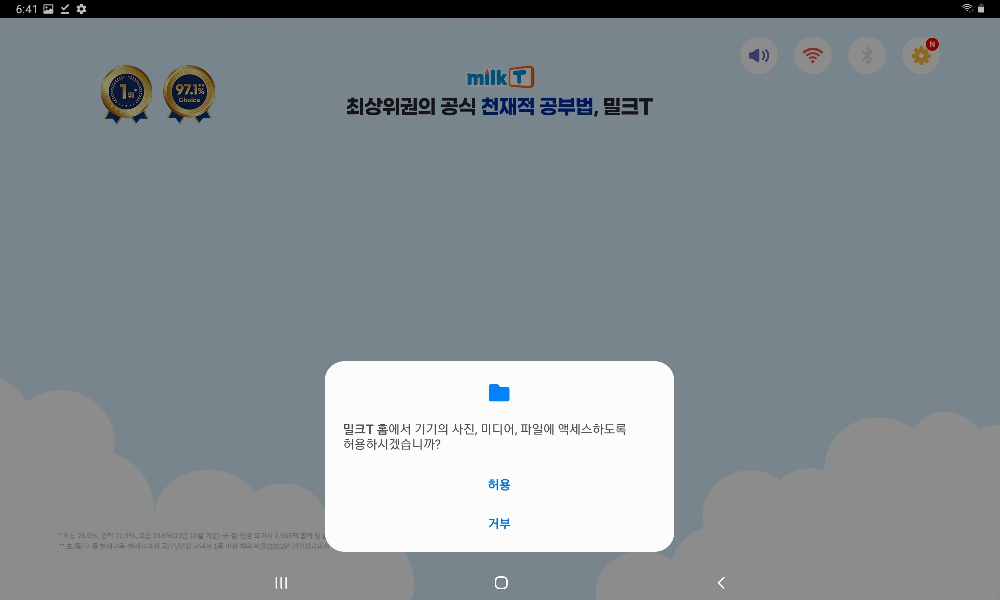 6:41
N
1위*
97.1%**
Choice
milkT
최상위권의 공식 천재적 공부법, 밀크T
밀크T 홈에서 기기의 사진, 미디어, 파일에 액세스하도록
허용하시겠습니까?
허용
거부
* 초등 26.9%, 중학 21.9%, 고등 19.6%(21년 10월 기준) 국·검·인정 교과서 1,966책 합격 및
** 초/중/고 중 천재교육·천재교과서 국/검/인정 교과서 1종 이상 채택 비율(2022년 검인정교과서